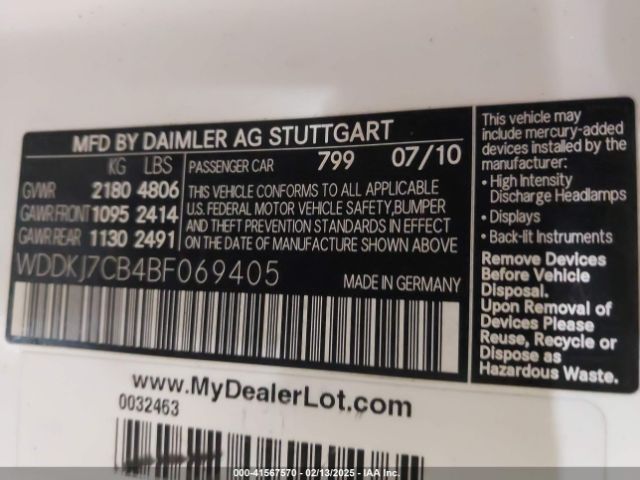 MFD BY DAIMLER AG STUTTGART
KG LBS
GVWR 2180 4806
GAWR FRONT 1095 2414
GAWR REAR 1130 2491
PASSENGER CAR 799 07/10
THIS VEHICLE CONFORMS TO ALL APPLICABLE
U.S. FEDERAL MOTOR VEHICLE SAFETY, BUMPER
AND THEFT PREVENTION STANDARDS IN EFFECT
ON THE DATE OF MANUFACTURE SHOWN ABOVE
WDDKJ7CB4BF069405
MADE IN GERMANY
This vehicle may
include mercury-added
devices installed by the
manufacturer:
• High Intensity
Discharge Headlamps
• Displays
• Back-lit Instruments
Remove Devices
Before Vehicle
Disposal.
Upon Removal of
Devices Please
Reuse, Recycle or
Dispose as
Hazardous Waste.
www.MyDealerLot.com
0032463
000-41567570 - 02/13/2025 - IAA Inc.